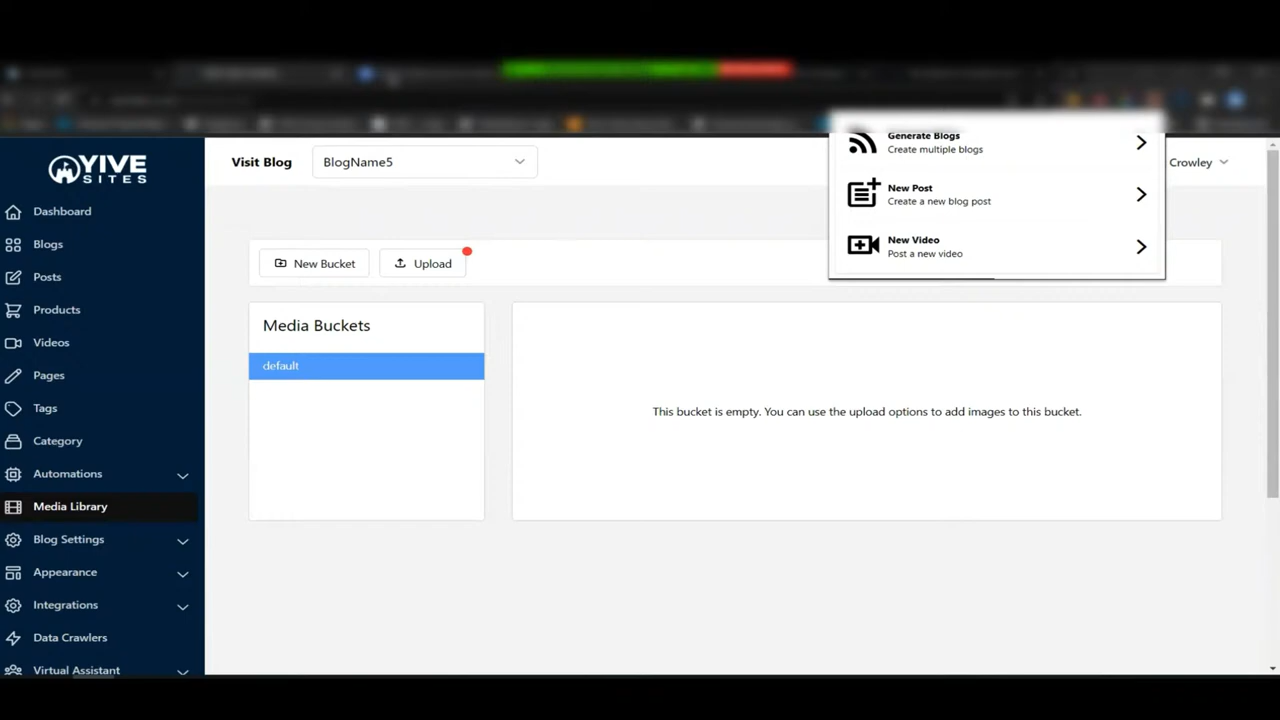 YIVE
SITES
Visit Blog
BlogName5
Generate Blogs
Create multiple blogs
New Post
Create a new blog post
New Video
Post a new video
Crowley
Dashboard
Blogs
Posts
Products
Videos
Pages
Tags
Category
Automations
Media Library
Blog Settings
Appearance
Integrations
Data Crawlers
Virtual Assistant
New Bucket
Upload
Media Buckets
default
This bucket is empty. You can use the upload options to add images to this bucket.